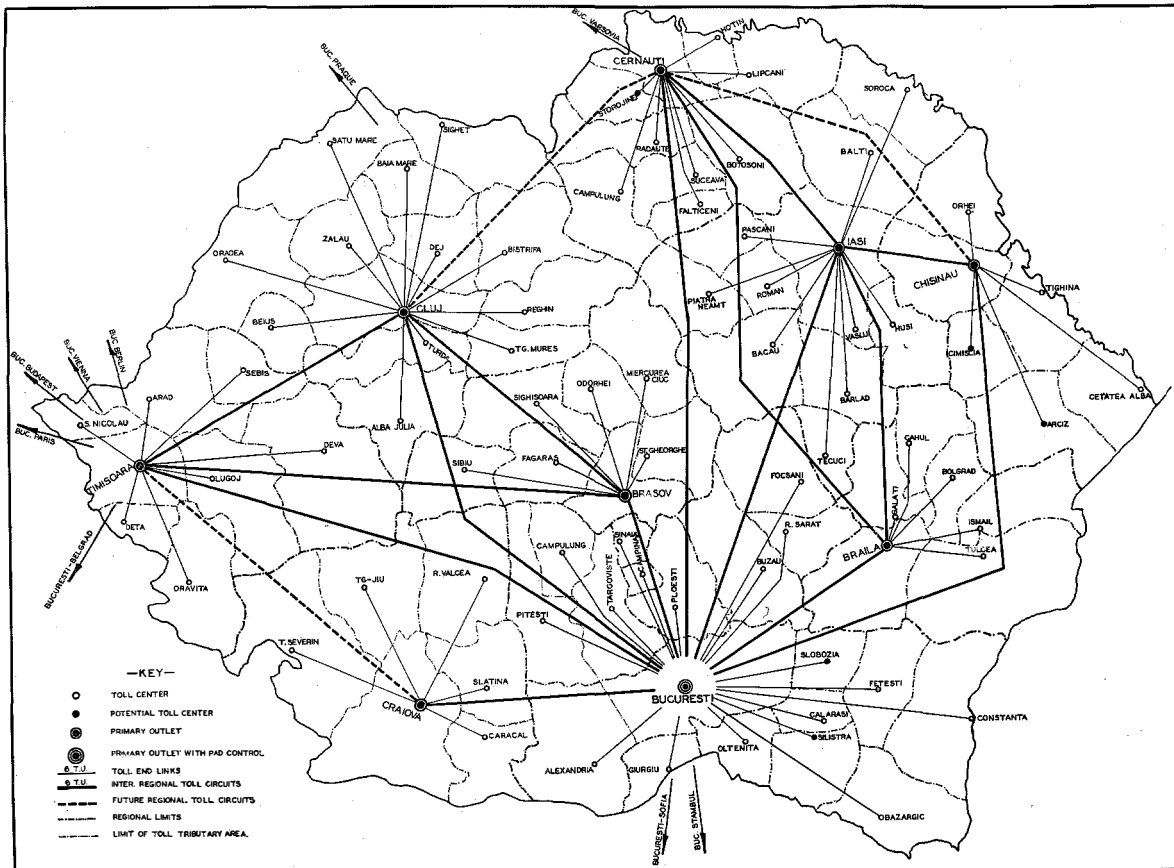 BUC. VARSOVIA
HOTIN
CERNAUTI
LIPCANI
BUC. PRAQUE
SOROCA
STOROJINE
SIGHET
SATU MARE
RADAUTE
BOTOSONI
BALTI
BAIA MARE
SUCEAVA
CAMPULUNG
FALTICENI
ORHEI
PASCANI
IASI
ZALAU
DEJ
BISTRIFA
ORADEA
CHISINAU
TIGHINA
PIATRA
NEAMT
ROMAN
CLUJ
REGHIN
BEIUS
HUSI
VASLUI
CIMISLIA
TURDA
TG. MURES
BACAU
BUC. BERLIN
BUC. VIENNA
BUC. BUDAPEST
SEBIS
MIERCUREA
CIUC
ODORHEI
CETATEA ALBA
ARAD
SIGHISOARA
BARLAD
S. NICOLAU
ALBA JULIA
ARCIZ
BUC. PARIS
CAHUL
DEVA
ST. GHEORGHE
TECUCI
FAGARAS
SIBIU
TIMISOARA
LUGOJ
FOCSANI
BOLGRAD
BRASOV
GALATI
DETA
R. SARAT
ISMAIL
SINAIA
BRAILA
CAMPULUNG
CAMPINA
TULCEA
BUZAU
BUCURESTI-BELGRAD
ORAVITA
TG-JIU
R. VALCEA
TARGOVISTE
PLOESTI
PITESTI
T. SEVERIN
SLOBOZIA
—KEY—
SLATINA
FETESTI
TOLL CENTER
BUCURESTI
CRAIOVA
POTENTIAL TOLL CENTER
CALARASI
CONSTANTA
PRIMARY OUTLET
CARACAL
SILISTRA
OLTENITA
PRIMARY OUTLET WITH PAD CONTROL
ALEXANDRIA
GIURGIU
6 T.U. TOLL END LINKS
6 T.U. INTER. REGIONAL TOLL CIRCUITS
FUTURE REGIONAL. TOLL CIRCUITS
BUCURESTI-SOFIA
BUC. STAMBUL
BAZARGIC
REGIONAL LIMITS
LIMIT OF TOLL TRIBUTARY AREA.